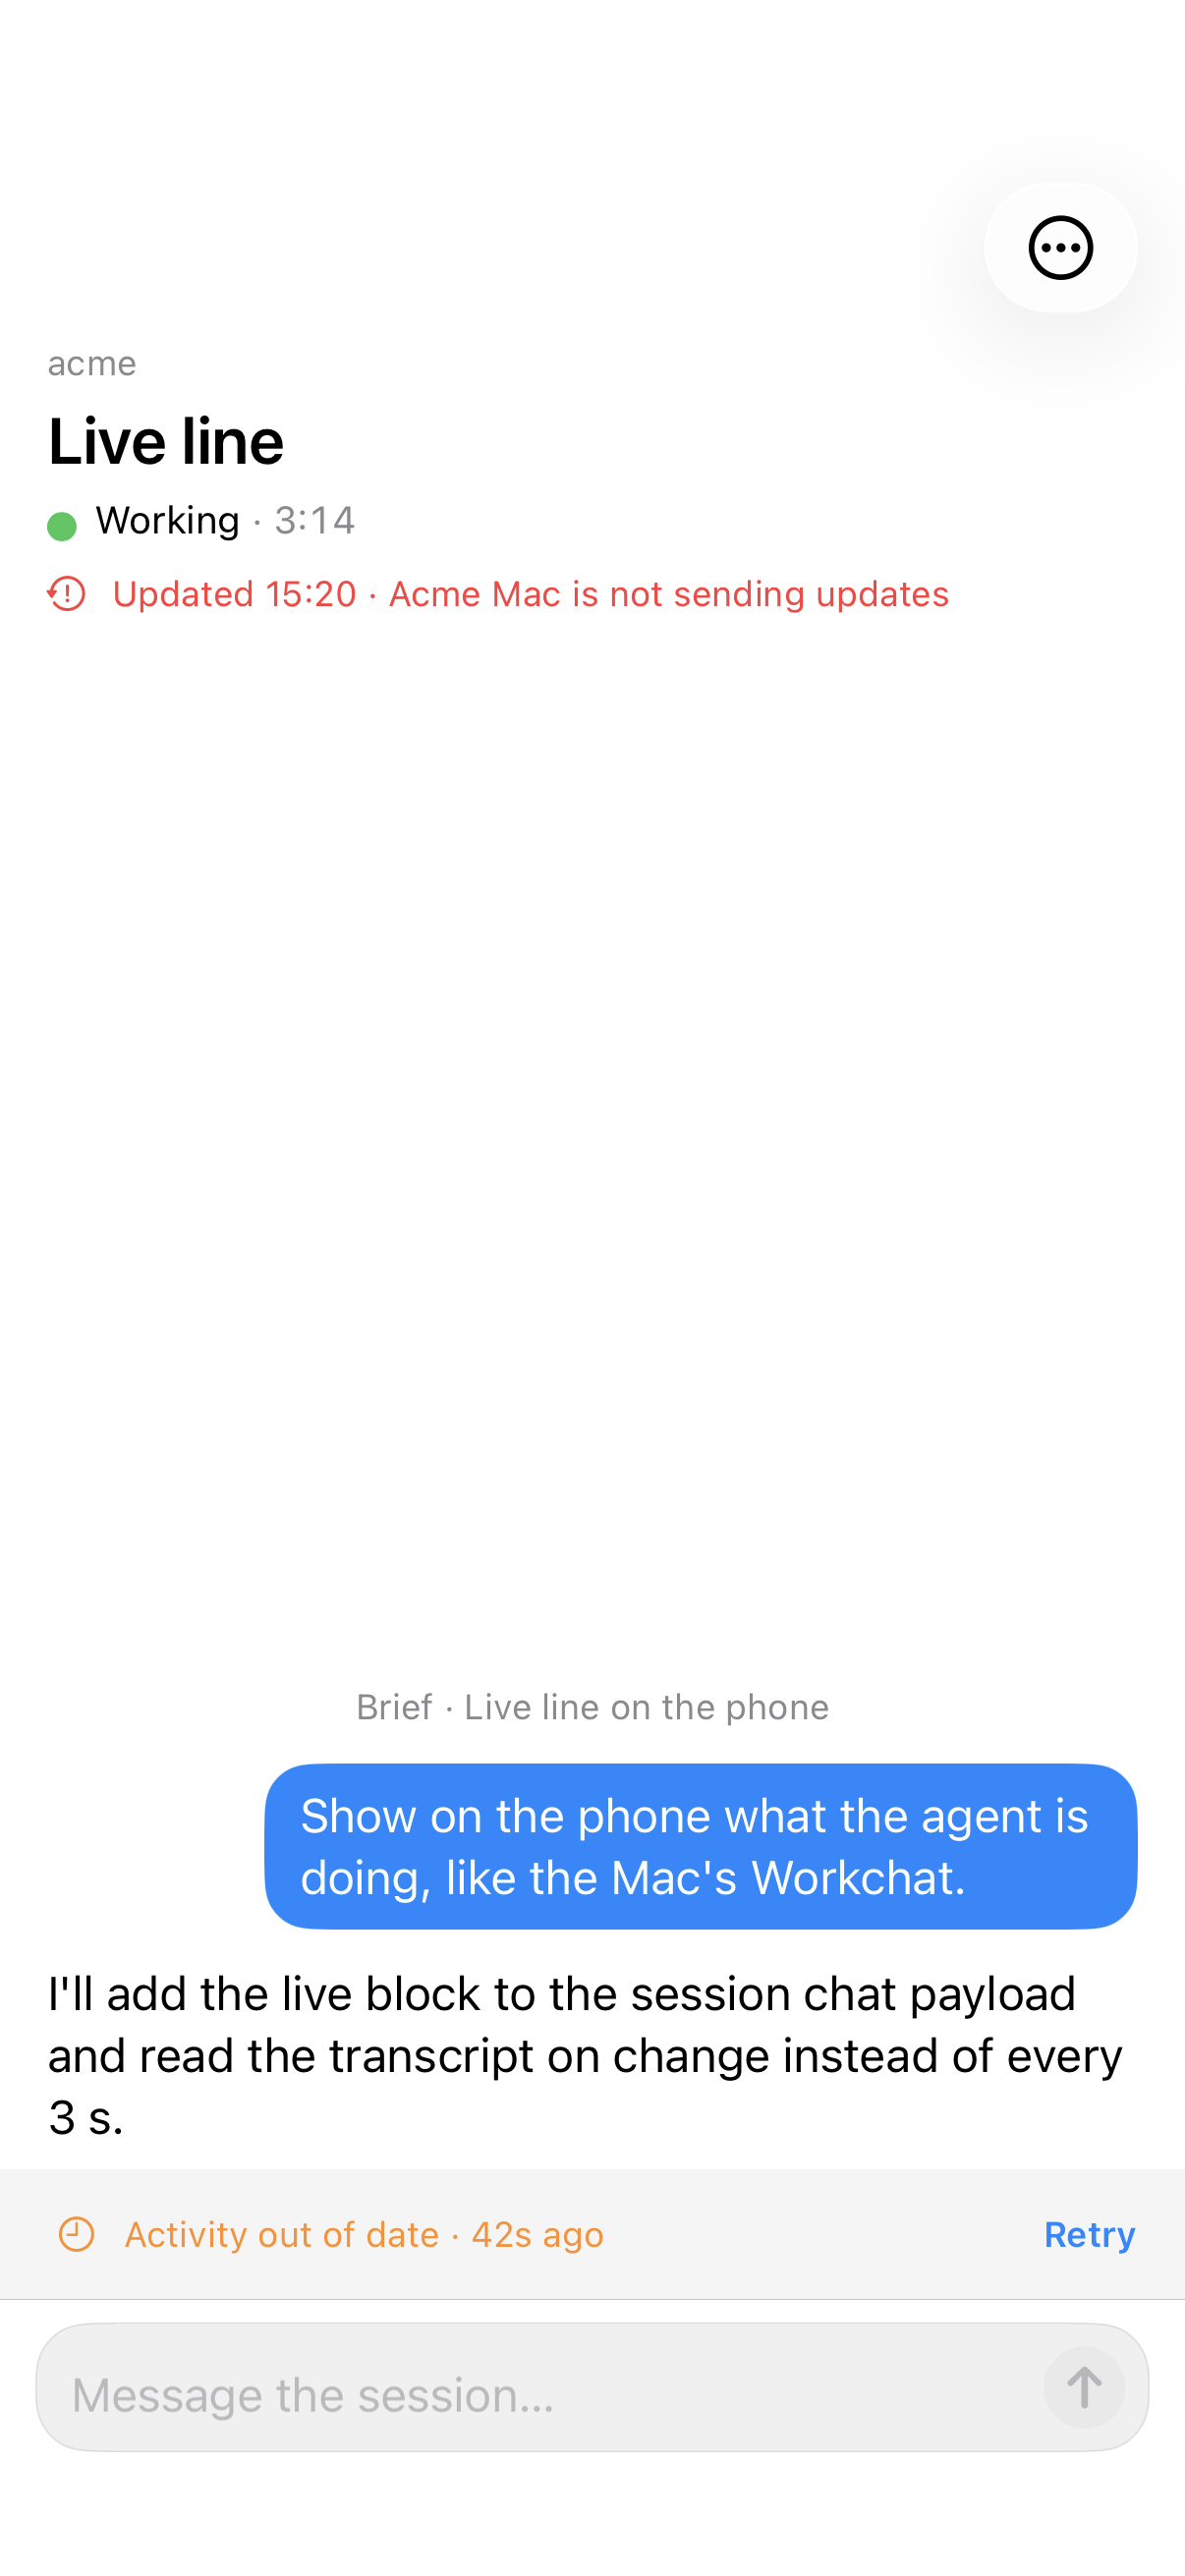 acme
Live line
Working · 3:14
Updated 15:20 · Acme Mac is not sending updates
Brief · Live line on the phone
Show on the phone what the agent is
doing, like the Mac's Workchat.
I'll add the live block to the session chat payload
and read the transcript on change instead of every
3 s.
Activity out of date · 42s ago
Retry
Message the session...